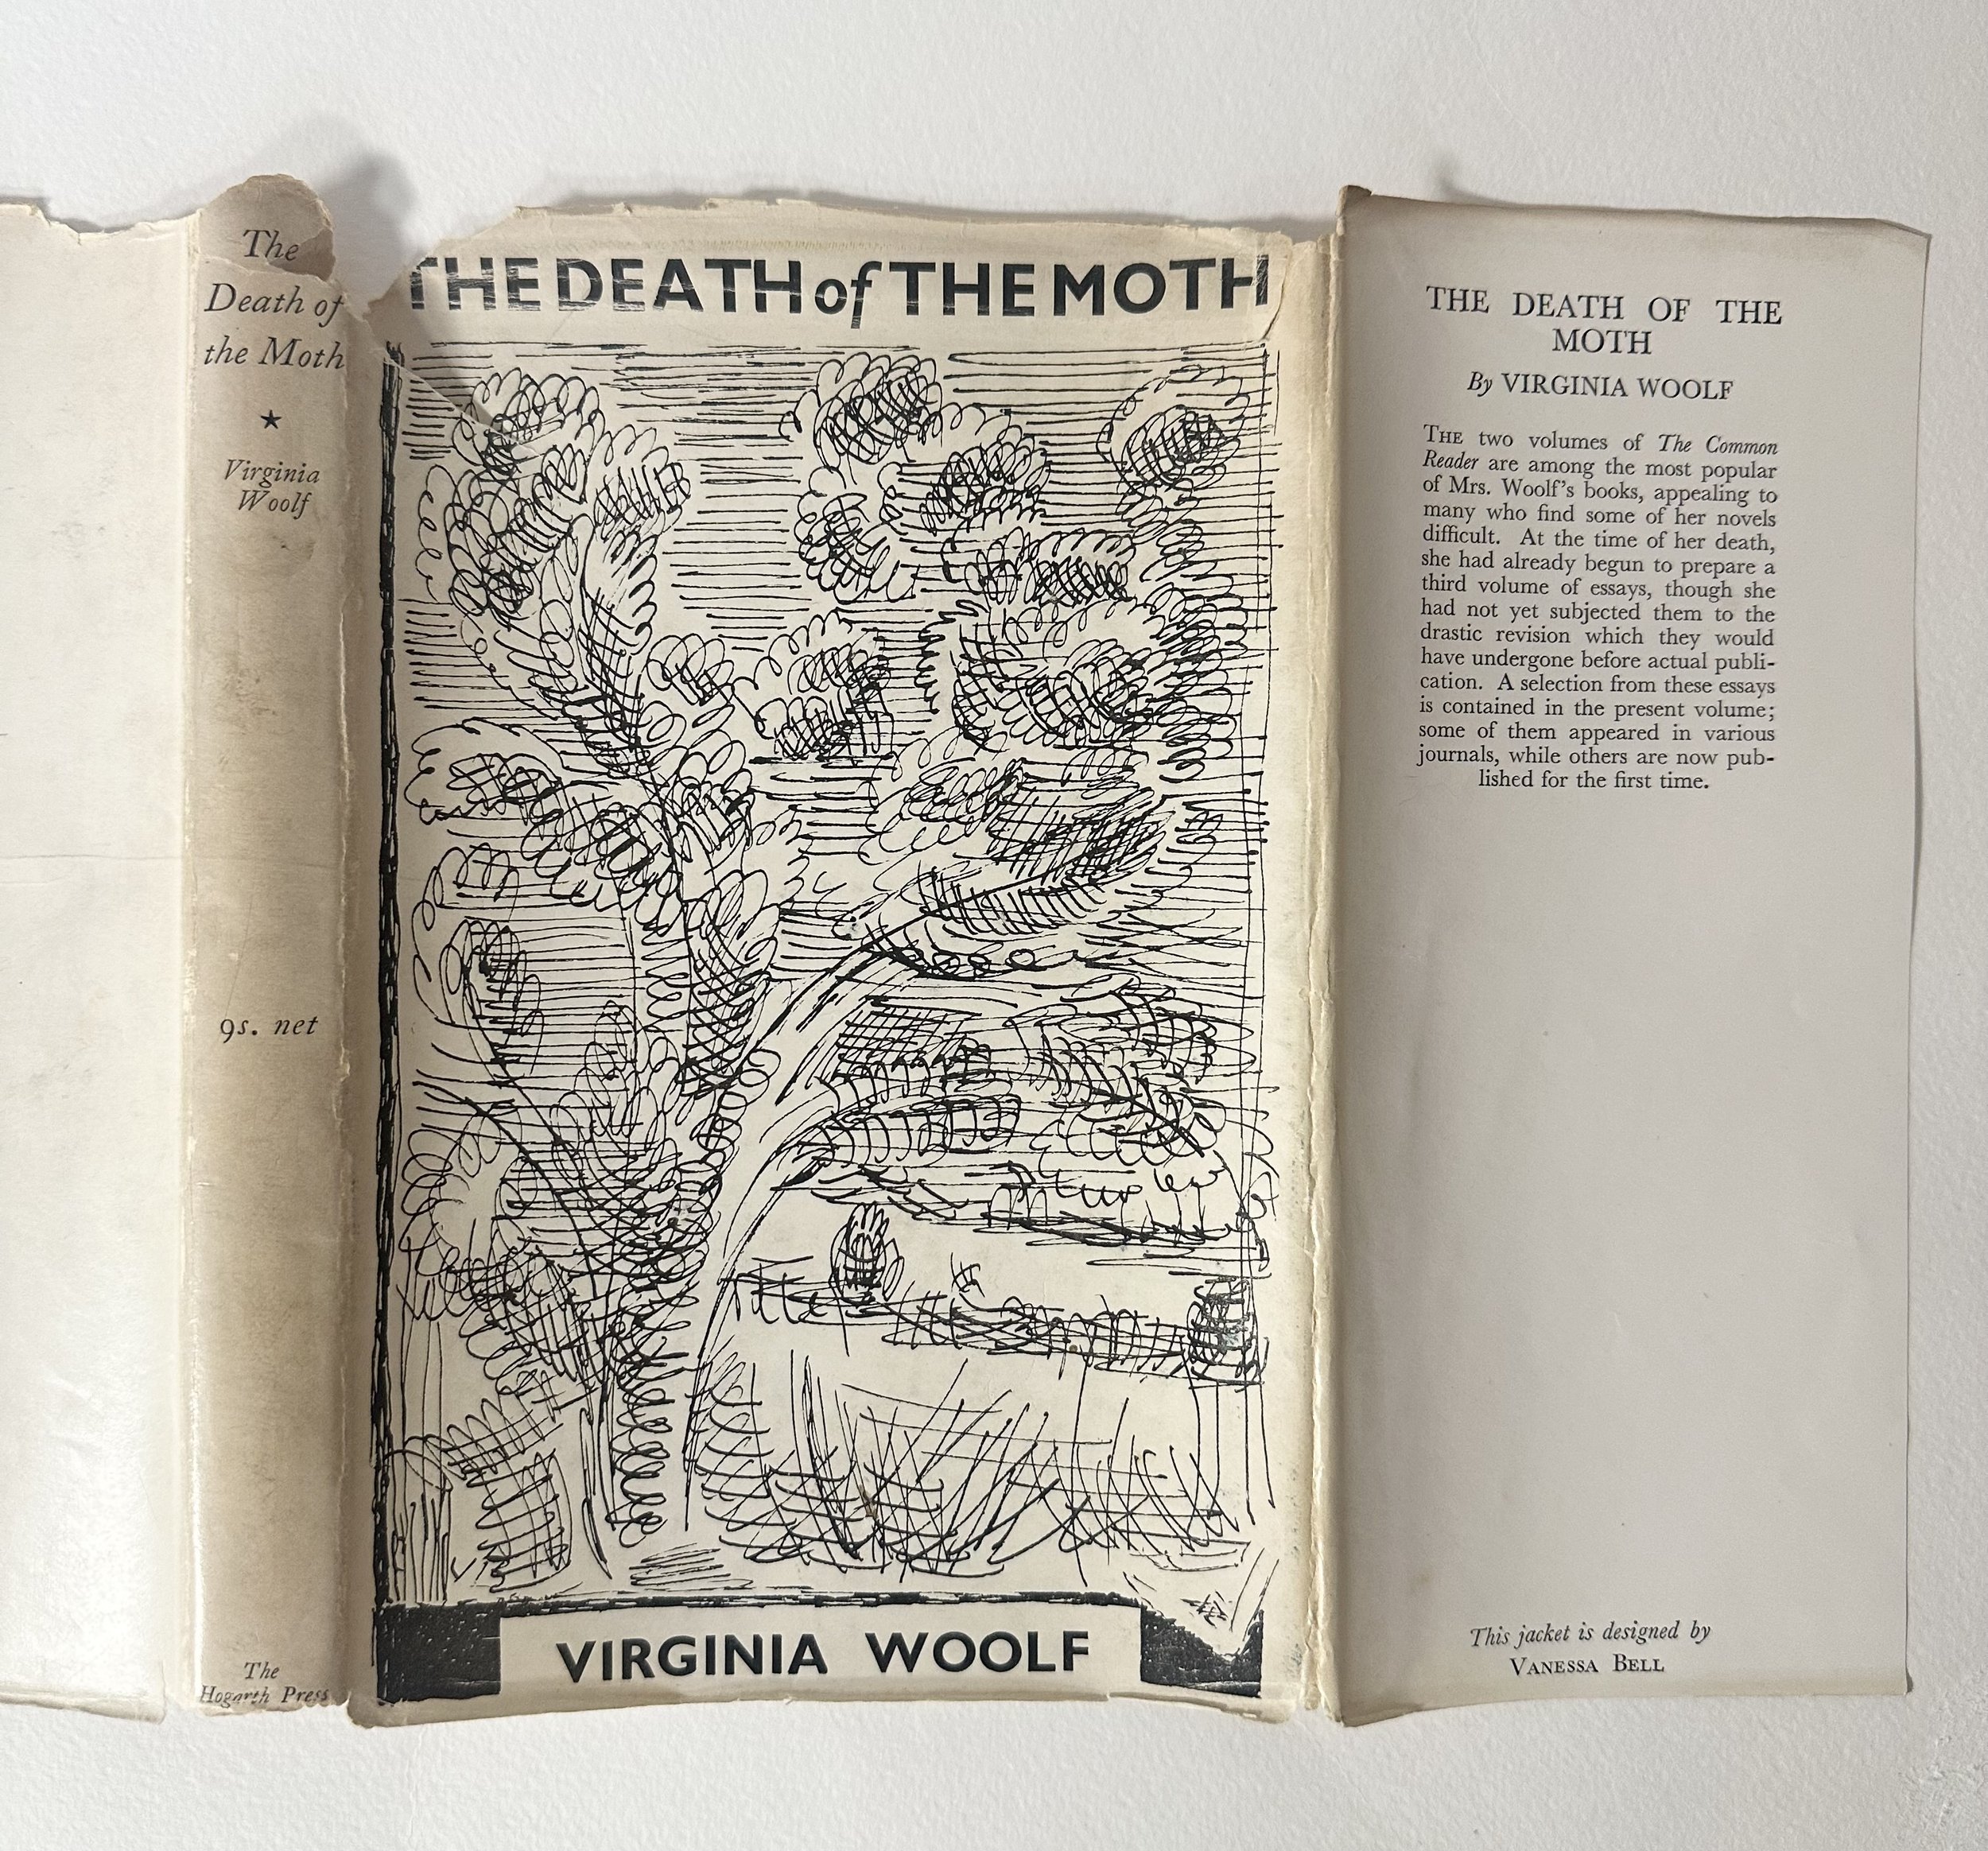 The
Death of
the Moth
★
Virginia
Woolf
9s. net
The
Hogarth Press
THE DEATH of THE MOTH
VIRGINIA WOOLF
THE DEATH OF THE
MOTH
By VIRGINIA WOOLF
THE two volumes of The Common
Reader are among the most popular
of Mrs. Woolf's books, appealing to
many who find some of her novels
difficult. At the time of her death,
she had already begun to prepare a
third volume of essays, though she
had not yet subjected them to the
drastic revision which they would
have undergone before actual publi-
cation. A selection from these essays
is contained in the present volume;
some of them appeared in various
journals, while others are now pub-
lished for the first time.
This jacket is designed by
VANESSA BELL